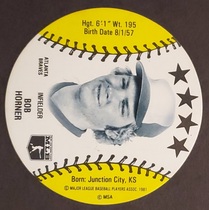 Hgt. 6'1" Wt. 195
Birth Date 8/1/57
ATLANTA
BRAVES
INFIELDER
BOB
HORNER
Born: Junction City, KS
© MAJOR LEAGUE BASEBALL PLAYERS ASSOC. 1981
© MSA